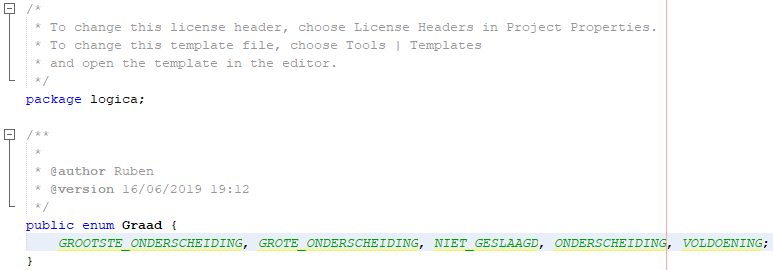 /*
 * To change this license header, choose License Headers in Project Properties.
 * To change this template file, choose Tools | Templates
 * and open the template in the editor.
 */
package logica;
/**
 *
 * @author Ruben
 * @version 16/06/2019 19:12
 */
public enum Graad {
    GROOTSTE_ONDERSCHEIDING, GROTE_ONDERSCHEIDING, NIET_GESLAAGD, ONDERSCHEIDING, VOLDOENING;
}